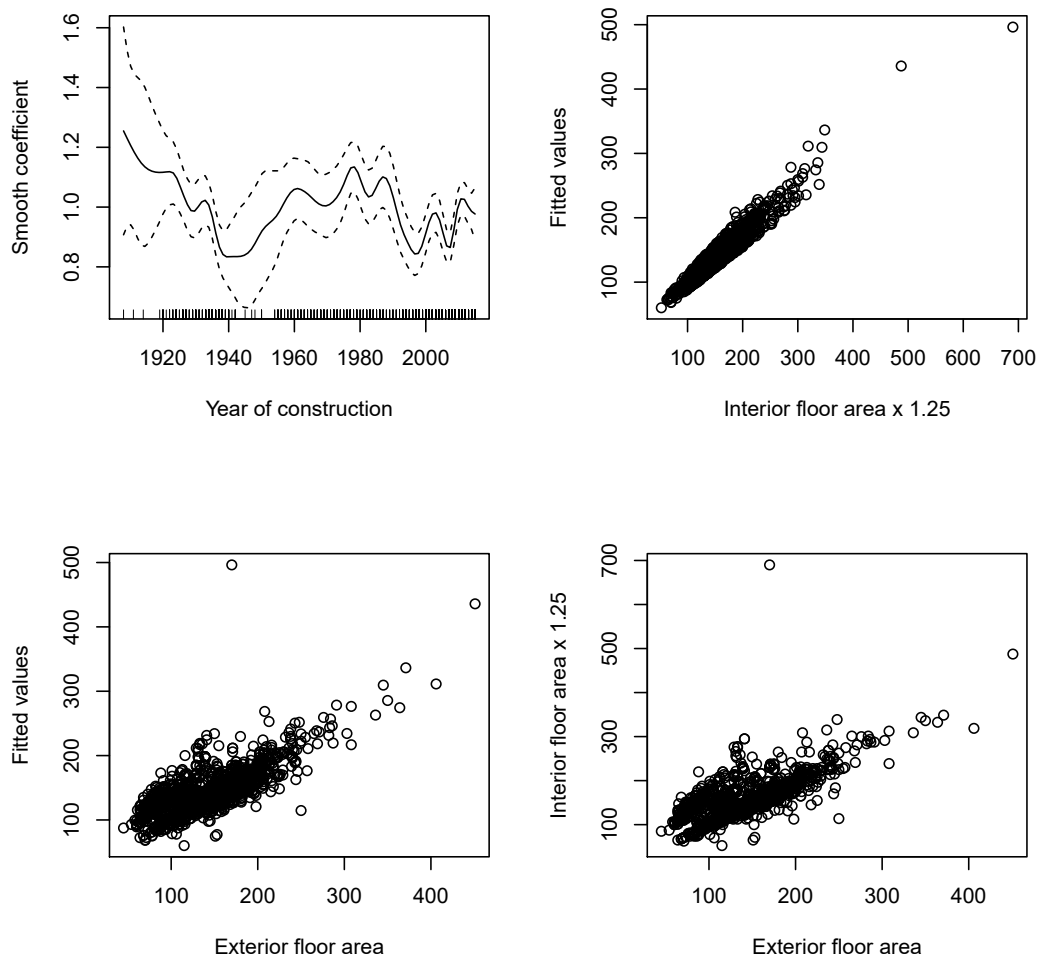 Smooth coefficient
1.6
1.4
1.2
1.0
0.8
1920 1940 1960 1980 2000
Year of construction
Fitted values
500
400
300
200
100
100 200 300 400 500 600 700
Interior floor area x 1.25
Fitted values
500
400
300
200
100
100 200 300 400
Exterior floor area
Interior floor area x 1.25
700
500
300
100
100 200 300 400
Exterior floor area